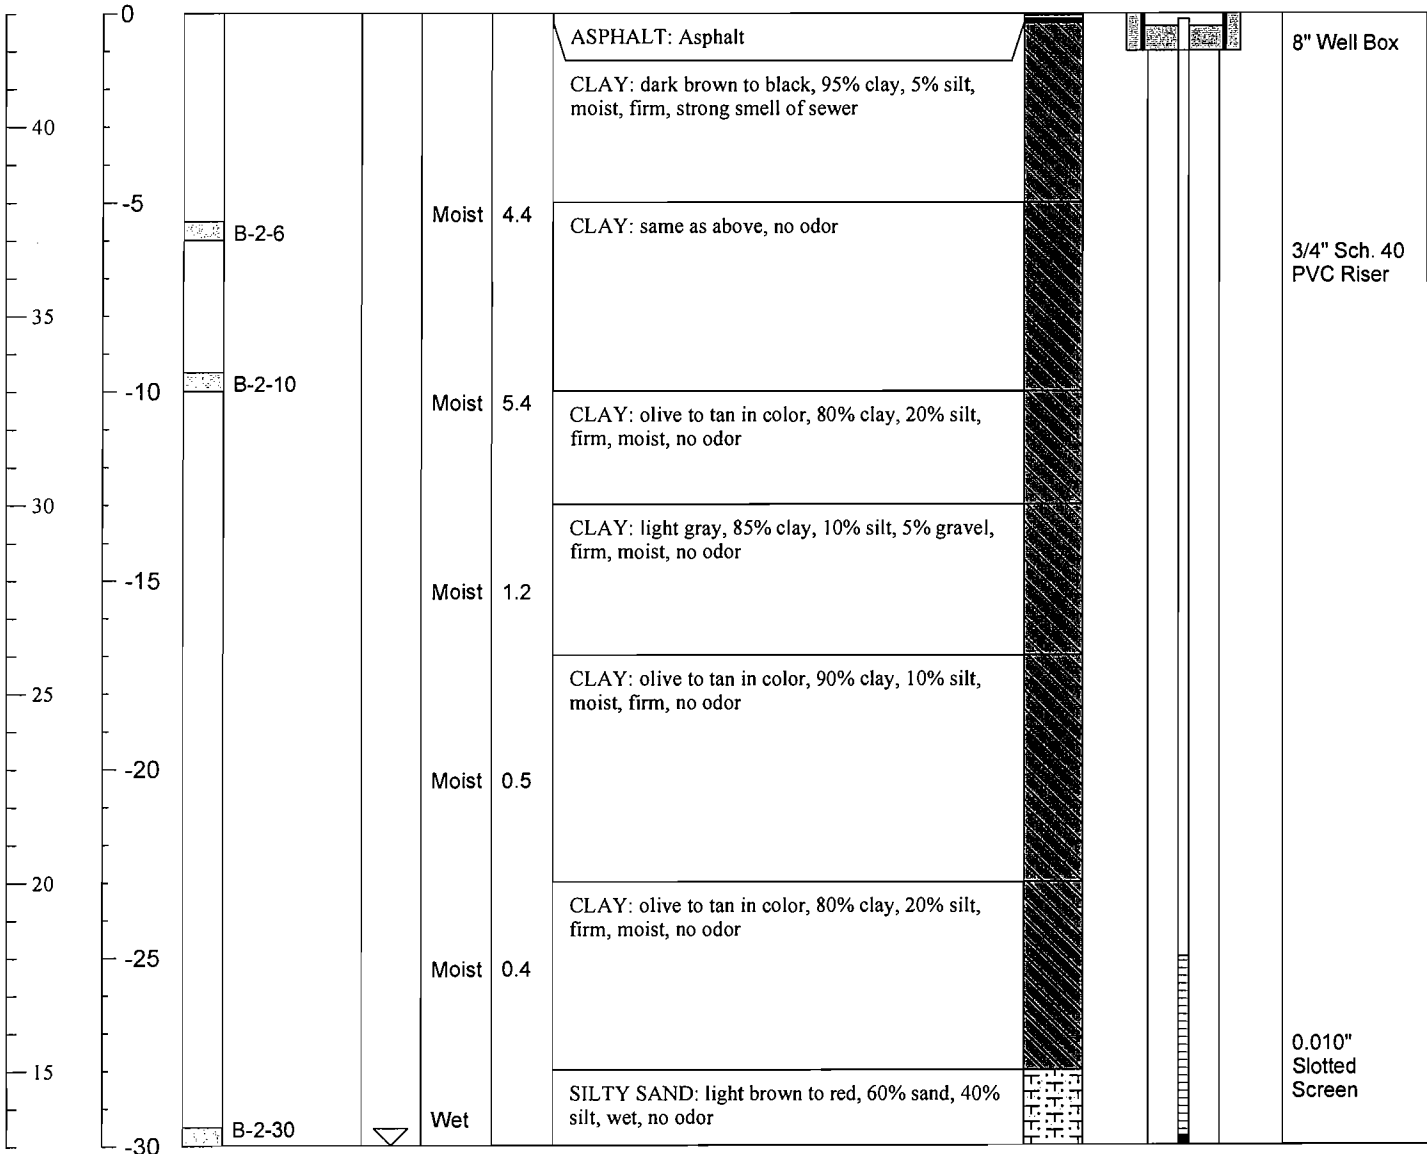 0
ASPHALT: Asphalt
8" Well Box
CLAY: dark brown to black, 95% clay, 5% silt,
moist, firm, strong smell of sewer
40
-5
Moist 4.4
CLAY: same as above, no odor
B-2-6
3/4" Sch. 40
PVC Riser
35
B-2-10
-10
Moist 5.4
CLAY: olive to tan in color, 80% clay, 20% silt,
firm, moist, no odor
30
CLAY: light gray, 85% clay, 10% silt, 5% gravel,
firm, moist, no odor
-15
Moist 1.2
CLAY: olive to tan in color, 90% clay, 10% silt,
moist, firm, no odor
25
-20
Moist 0.5
20
CLAY: olive to tan in color, 80% clay, 20% silt,
firm, moist, no odor
-25
Moist 0.4
0.010"
Slotted
Screen
15
SILTY SAND: light brown to red, 60% sand, 40%
silt, wet, no odor
Wet
B-2-30
-30